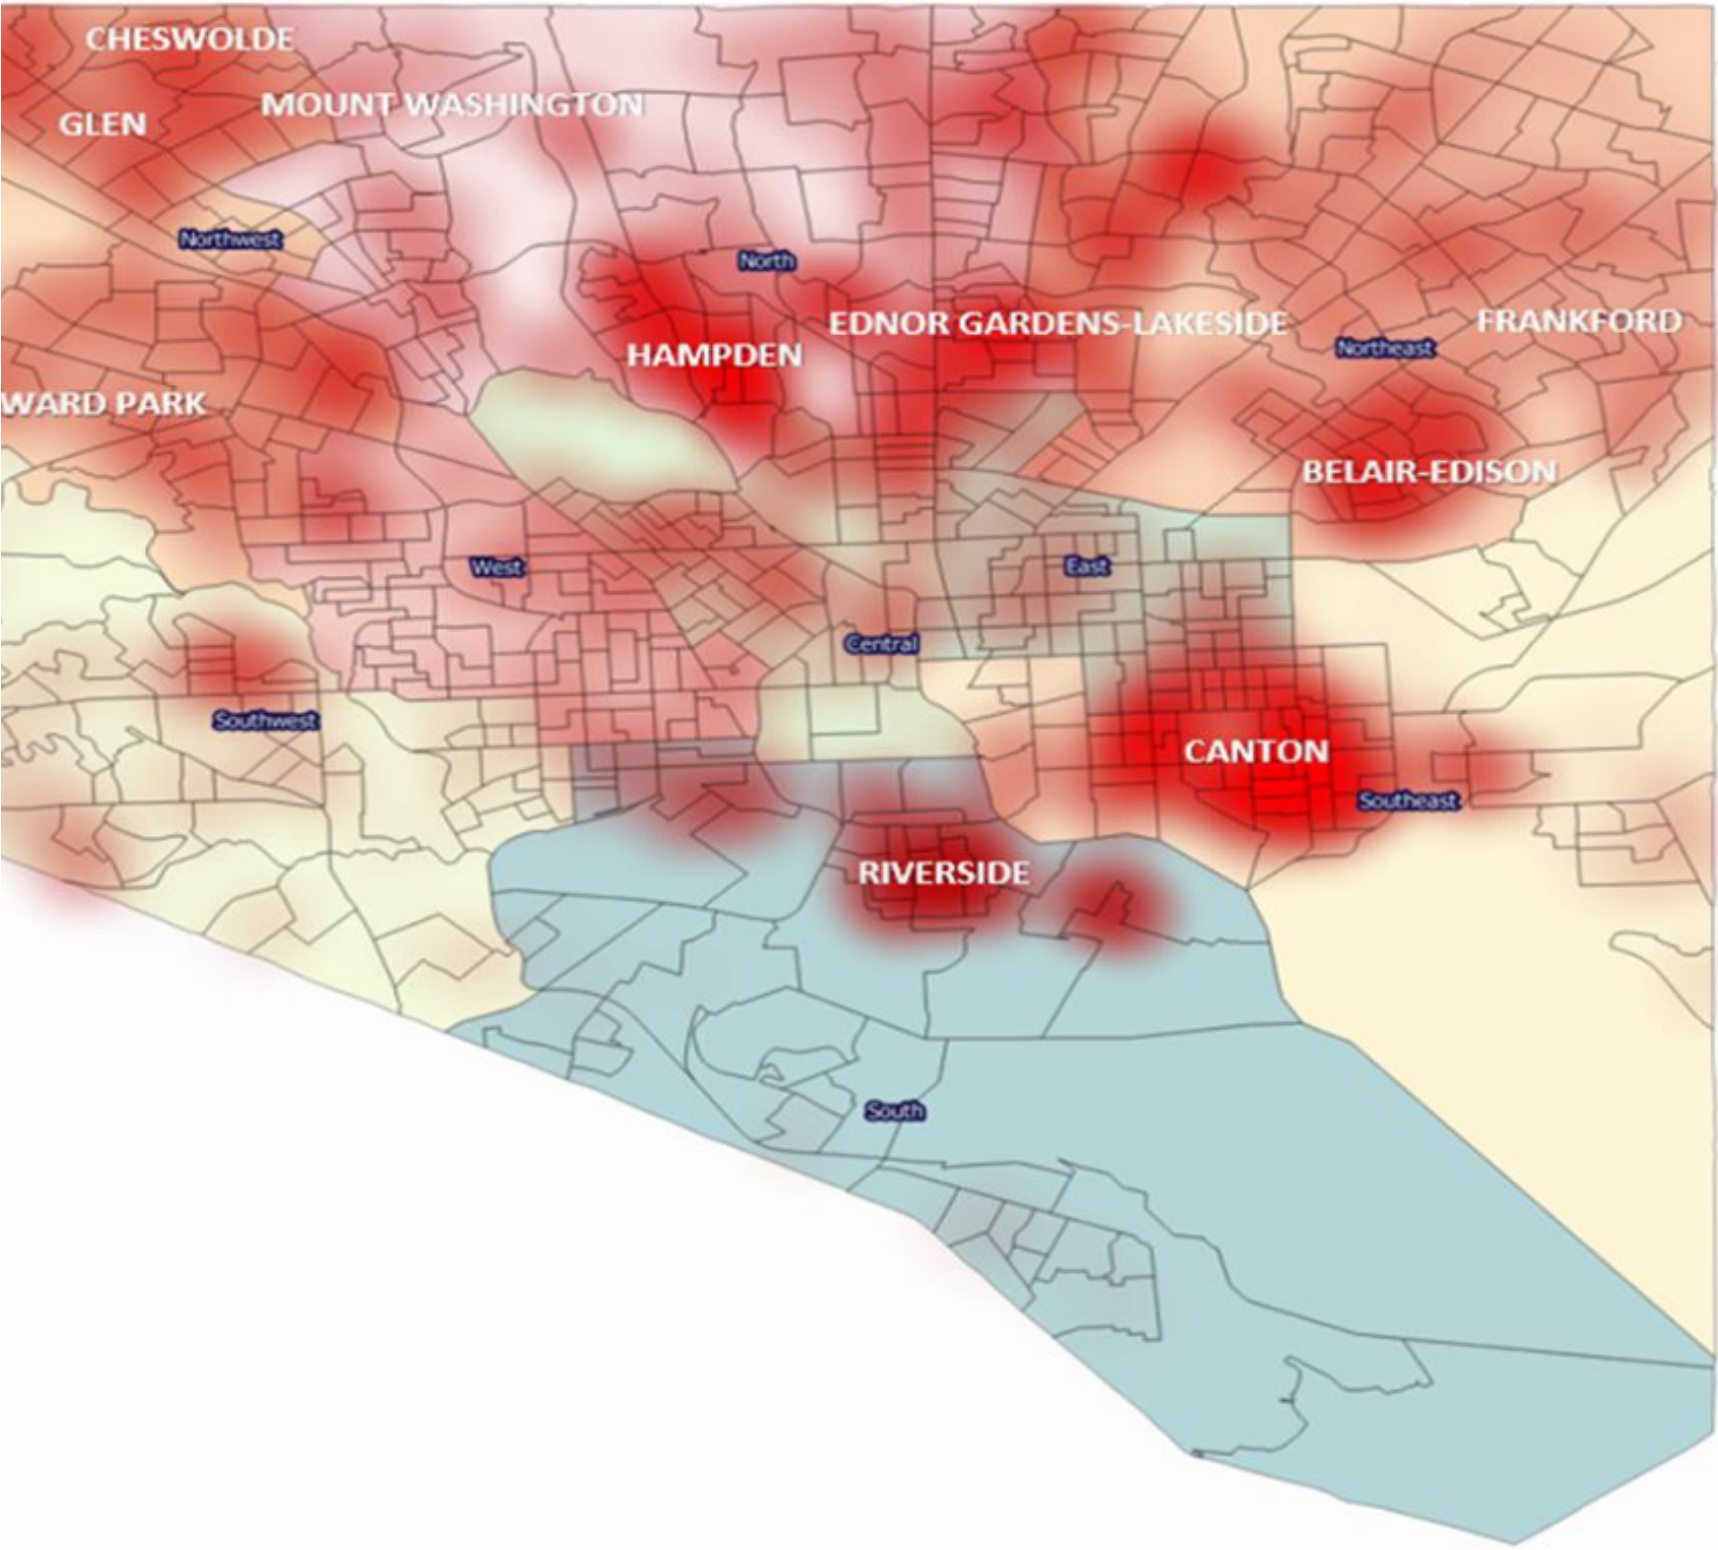 CHESWOLDE
MOUNT WASHINGTON
GLEN
Northwest
North
EDNOR GARDENS-LAKESIDE
FRANKFORD
Northeast
HAMPDEN
WARD PARK
BELAIR-EDISON
West
East
Central
Southwest
CANTON
Southeast
RIVERSIDE
South